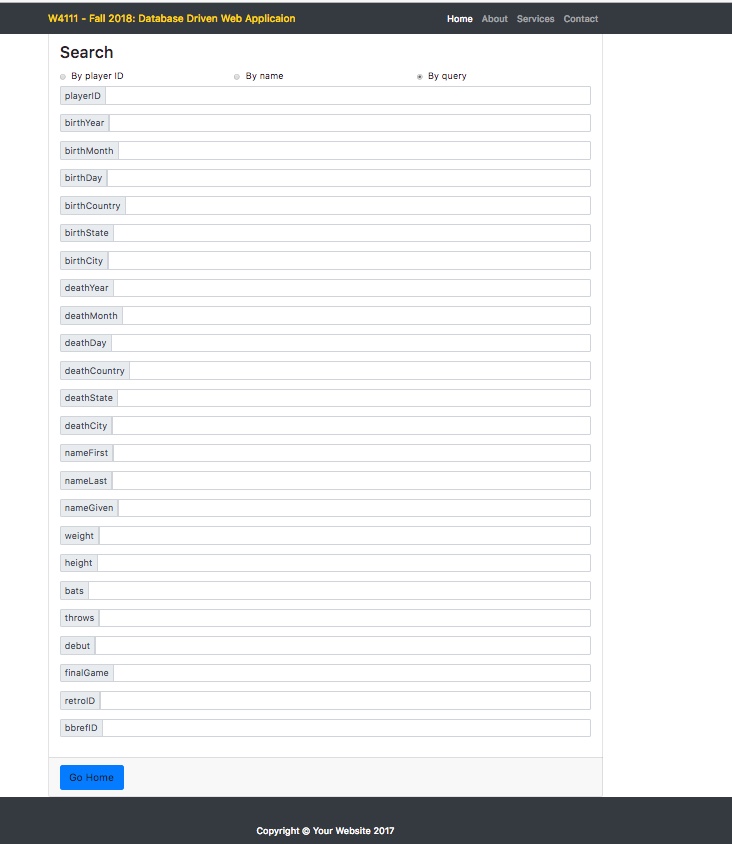 W4111 - Fall 2018: Database Driven Web Applicaion Home About Services Contact
Search
By player ID By name By query
playerID
birthYear
birthMonth
birthDay
birthCountry
birthState
birthCity
deathYear
deathMonth
deathDay
deathCountry
deathState
deathCity
nameFirst
nameLast
nameGiven
weight
height
bats
throws
debut
finalGame
retroID
bbrefID
Go Home
Copyright © Your Website 2017